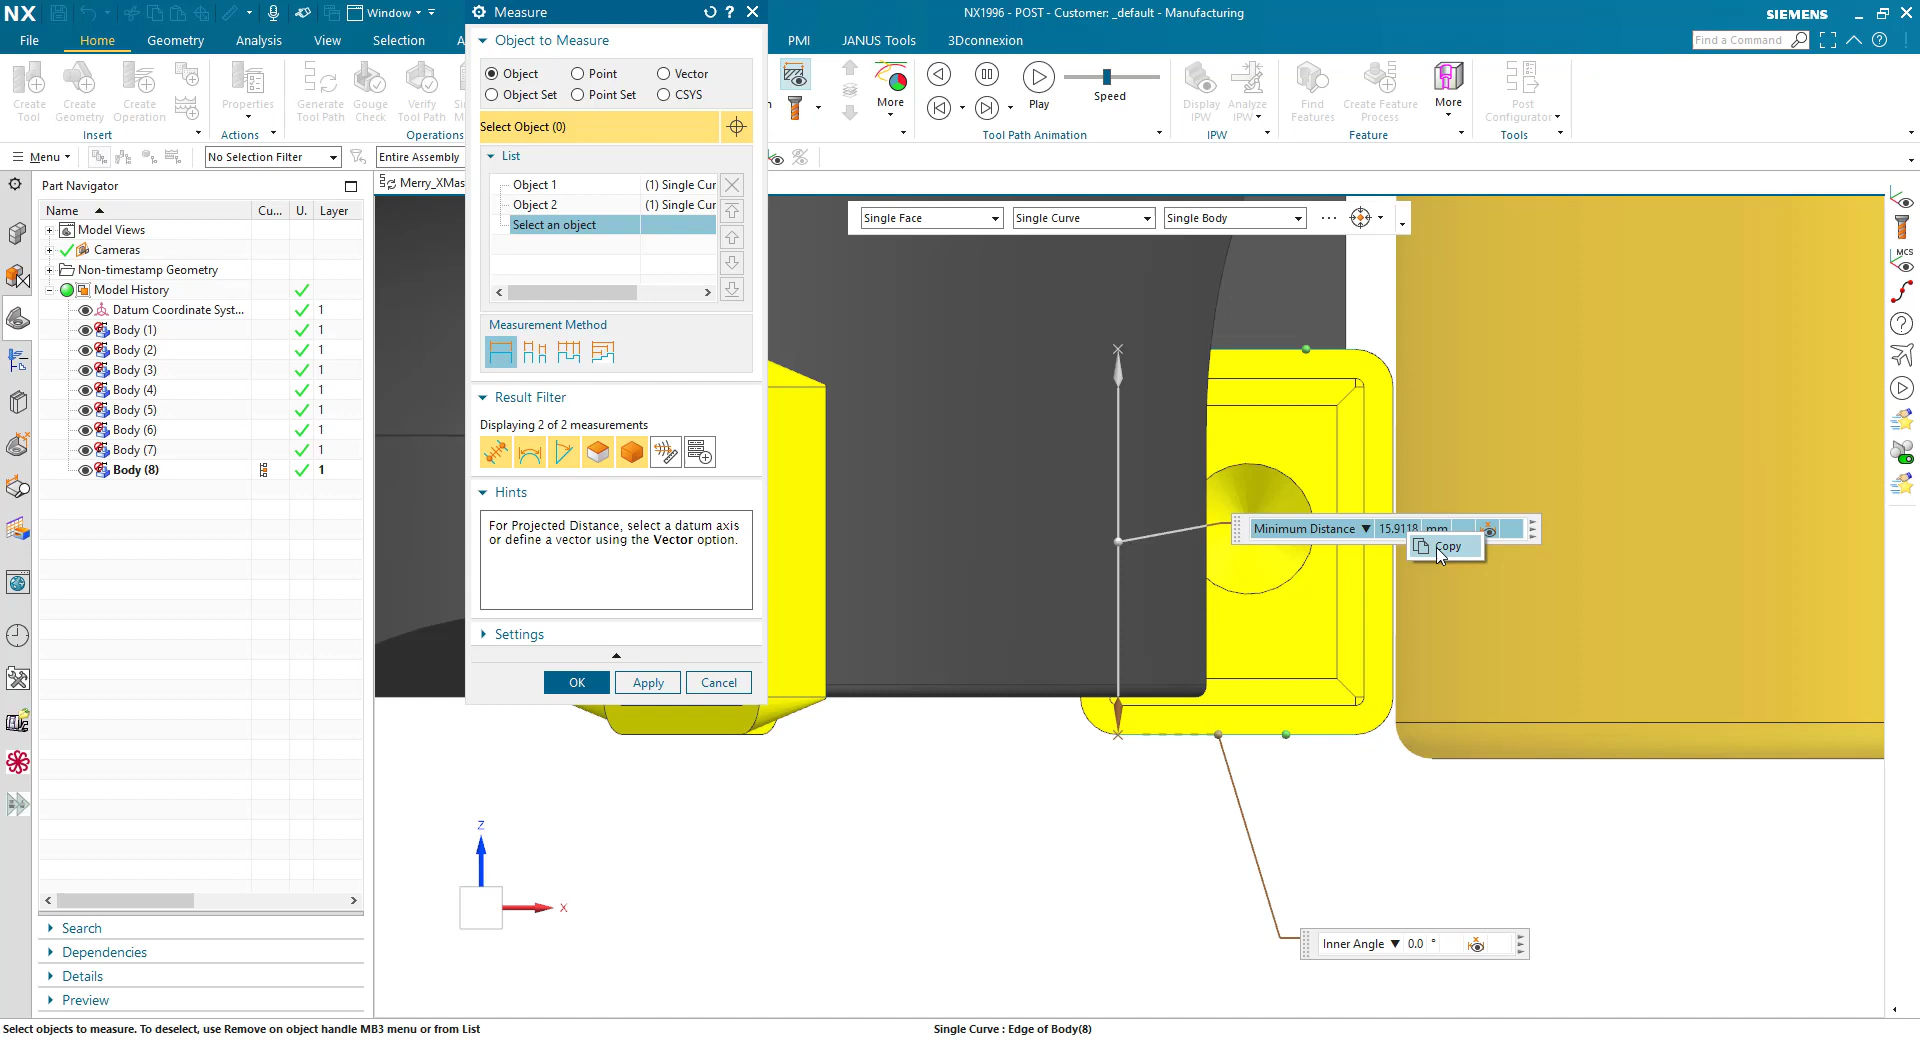 NX
Window
Measure
NX1996 - POST - Customer: _default - Manufacturing
SIEMENS
File
Home
Geometry
Analysis
View
Selection
PMI
JANUS Tools
3Dconnexion
Find a Command
Create Tool
Create Geometry
Create Operation
Insert
Properties
Actions
Generate Tool Path
Gouge Check
Verify Tool Path
Operations
More
Play
Speed
Tool Path Animation
Display IPW
Analyze IPW
IPW
Find Features
Create Feature Process
More
Feature
Post Configurator
Tools
Menu
No Selection Filter
Entire Assembly
Object to Measure
Object
Point
Vector
Object Set
Point Set
CSYS
Select Object (0)
List
Object 1
(1) Single Cur
Object 2
(1) Single Cur
Select an object
Measurement Method
Result Filter
Displaying 2 of 2 measurements
Hints
For Projected Distance, select a datum axis
or define a vector using the Vector option.
Settings
OK
Apply
Cancel
Part Navigator
Merry_XMas
Name
Cu...
U.
Layer
Model Views
Cameras
Non-timestamp Geometry
Model History
Datum Coordinate Syst...
1
Body (1)
1
Body (2)
1
Body (3)
1
Body (4)
1
Body (5)
1
Body (6)
1
Body (7)
1
Body (8)
1
Search
Dependencies
Details
Preview
Single Face
Single Curve
Single Body
MCS
Minimum Distance
15.9118
mm
Copy
Inner Angle
0.0
°
Z
X
Select objects to measure. To deselect, use Remove on object handle MB3 menu or from List
Single Curve : Edge of Body(8)